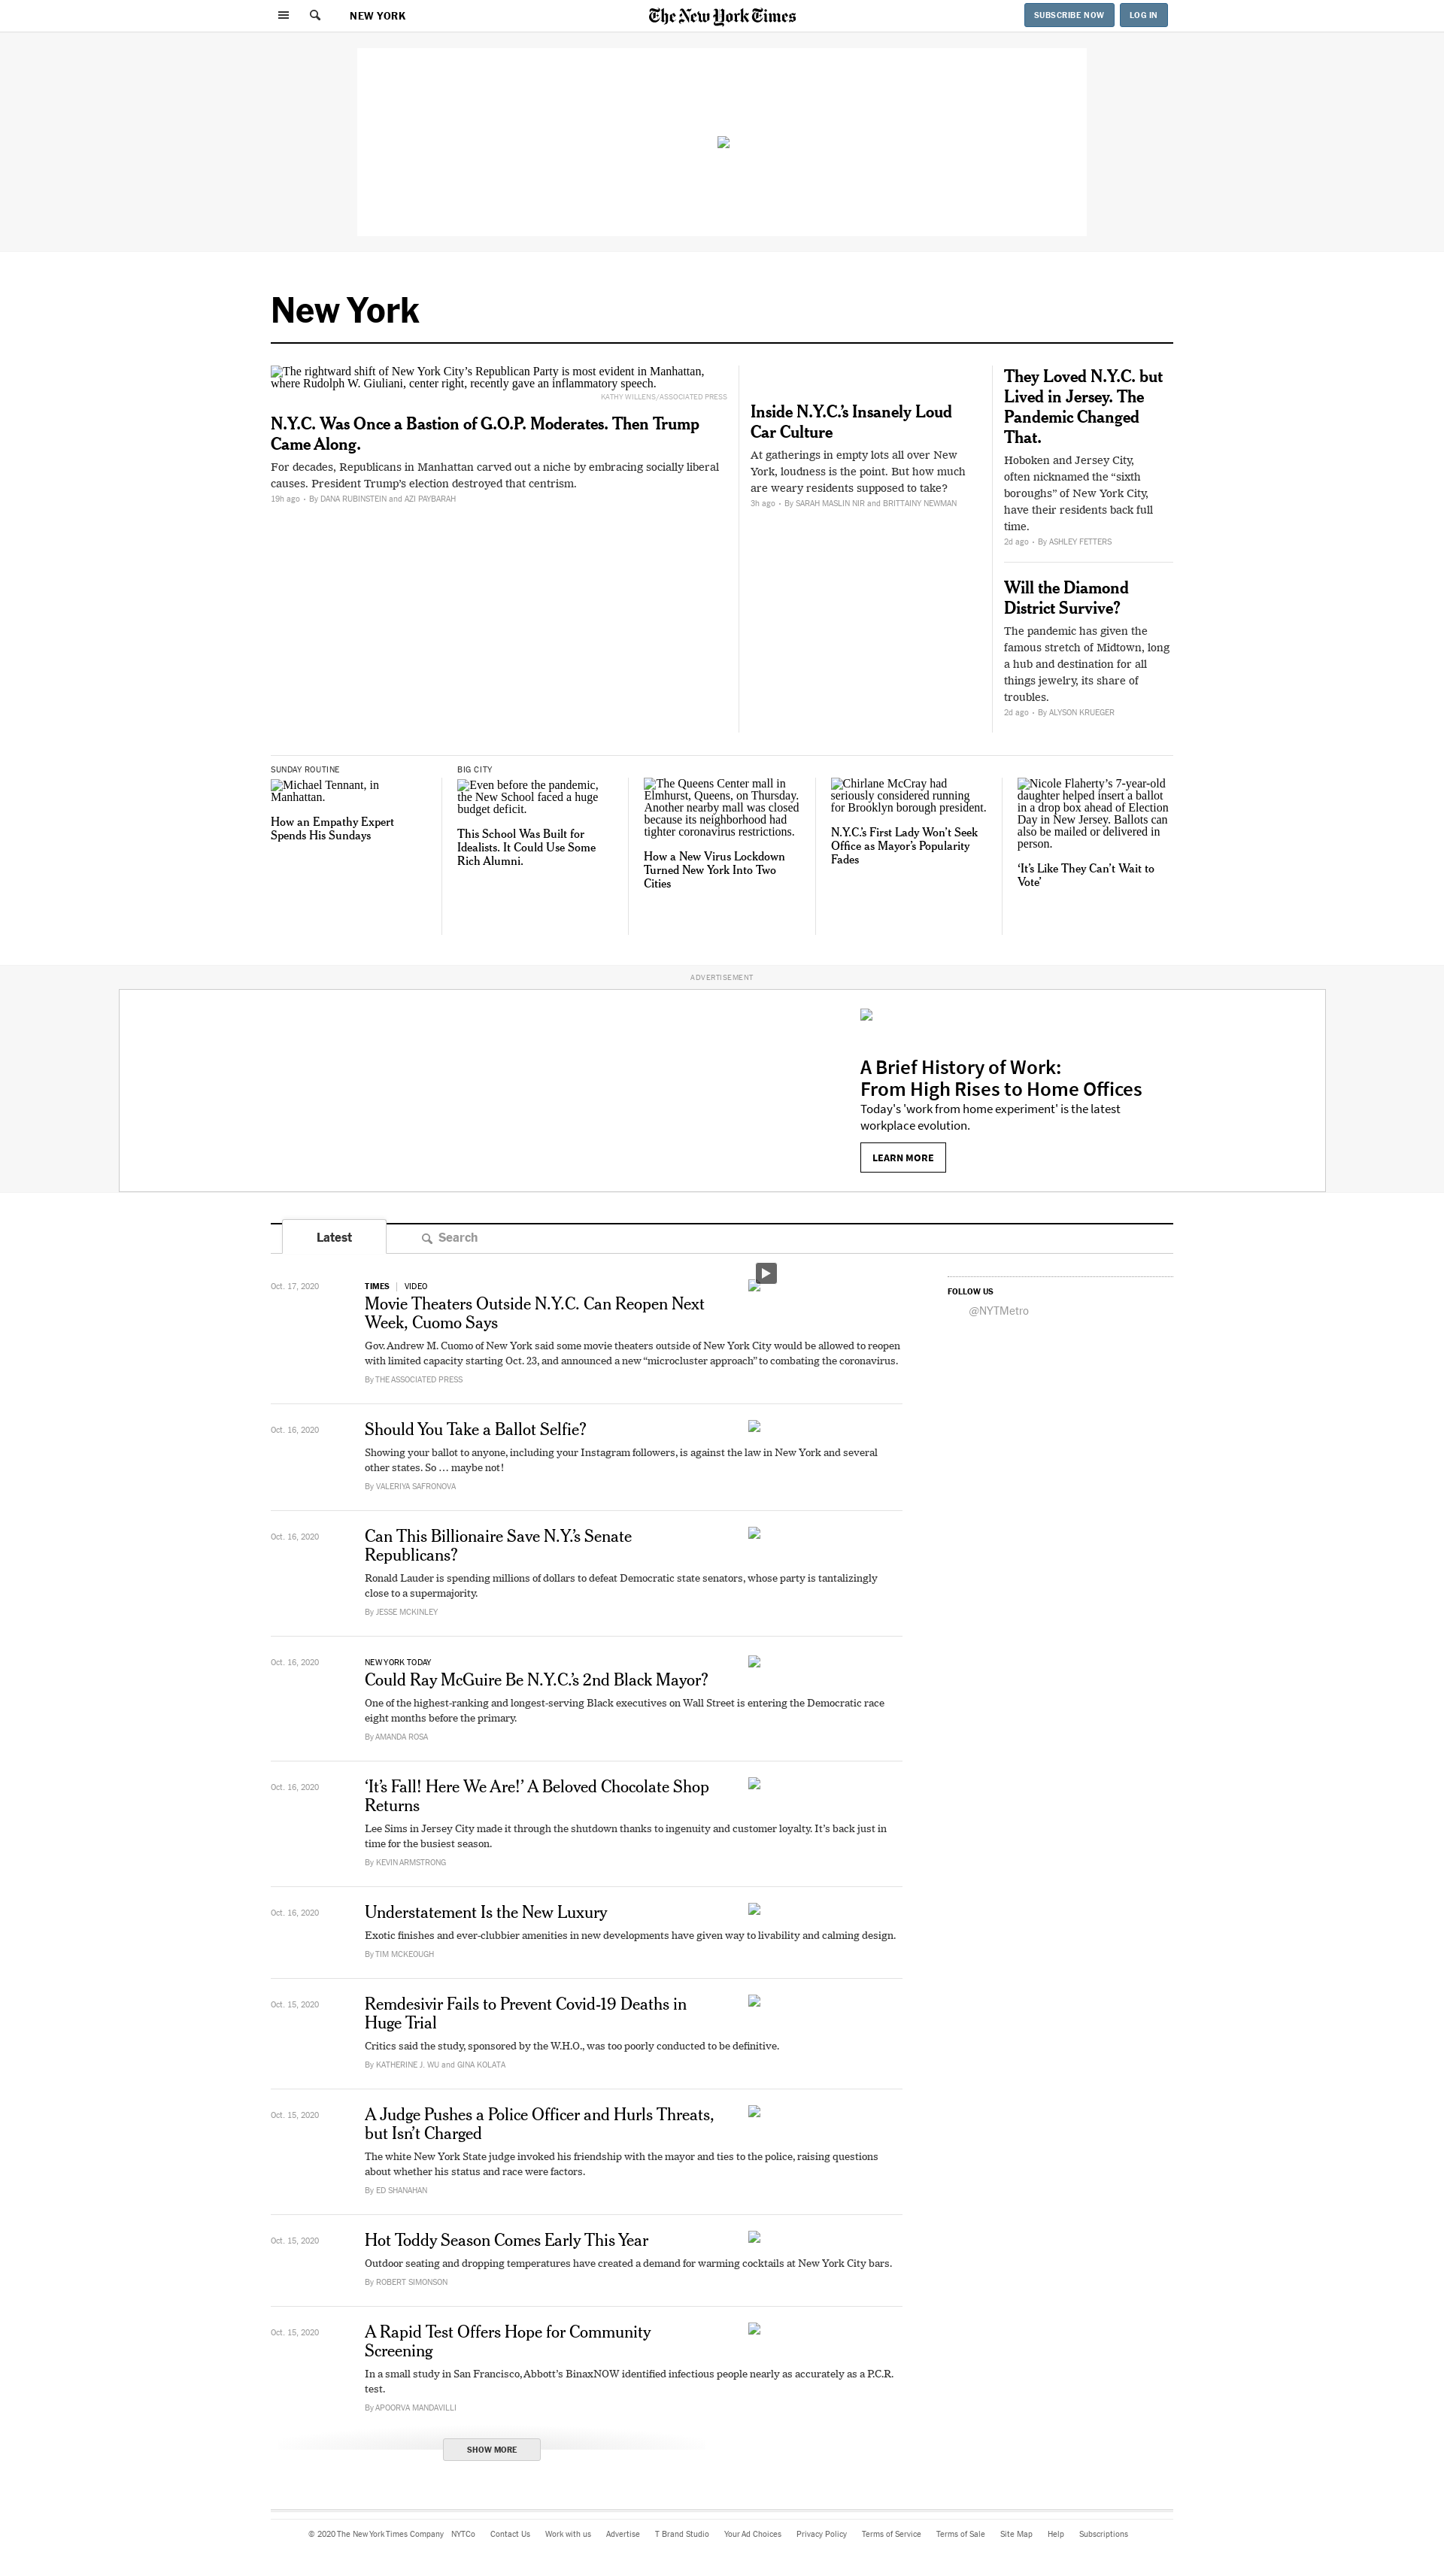 NEW YORK
The New York Times
SUBSCRIBE NOW
LOG IN
New York
The rightward shift of New York City’s Republican Party is most evident in Manhattan,
where Rudolph W. Giuliani, center right, recently gave an inflammatory speech.
KATHY WILLENS/ASSOCIATED PRESS
N.Y.C. Was Once a Bastion of G.O.P. Moderates. Then Trump
Came Along.
For decades, Republicans in Manhattan carved out a niche by embracing socially liberal
causes. President Trump’s election destroyed that centrism.
19h ago • By DANA RUBINSTEIN and AZI PAYBARAH
Inside N.Y.C.’s Insanely Loud
Car Culture
At gatherings in empty lots all over New
York, loudness is the point. But how much
are weary residents supposed to take?
3h ago • By SARAH MASLIN NIR and BRITTAINY NEWMAN
They Loved N.Y.C. but
Lived in Jersey. The
Pandemic Changed
That.
Hoboken and Jersey City,
often nicknamed the “sixth
boroughs” of New York City,
have their residents back full
time.
2d ago • By ASHLEY FETTERS
Will the Diamond
District Survive?
The pandemic has given the
famous stretch of Midtown, long
a hub and destination for all
things jewelry, its share of
troubles.
2d ago • By ALYSON KRUEGER
SUNDAY ROUTINE
Michael Tennant, in
Manhattan.
How an Empathy Expert
Spends His Sundays
BIG CITY
Even before the pandemic,
the New School faced a huge
budget deficit.
This School Was Built for
Idealists. It Could Use Some
Rich Alumni.
The Queens Center mall in
Elmhurst, Queens, on Thursday.
Another nearby mall was closed
because its neighborhood had
tighter coronavirus restrictions.
How a New Virus Lockdown
Turned New York Into Two
Cities
Chirlane McCray had
seriously considered running
for Brooklyn borough president.
N.Y.C.’s First Lady Won’t Seek
Office as Mayor’s Popularity
Fades
Nicole Flaherty’s 7-year-old
daughter helped insert a ballot
in a drop box ahead of Election
Day in New Jersey. Ballots can
also be mailed or delivered in
person.
‘It’s Like They Can’t Wait to
Vote’
ADVERTISEMENT
A Brief History of Work:
From High Rises to Home Offices
Today's 'work from home experiment' is the latest
workplace evolution.
LEARN MORE
Latest
Search
Oct. 17, 2020
TIMES | VIDEO
Movie Theaters Outside N.Y.C. Can Reopen Next
Week, Cuomo Says
Gov. Andrew M. Cuomo of New York said some movie theaters outside of New York City would be allowed to reopen
with limited capacity starting Oct. 23, and announced a new “microcluster approach” to combating the coronavirus.
By THE ASSOCIATED PRESS
FOLLOW US
@NYTMetro
Oct. 16, 2020
Should You Take a Ballot Selfie?
Showing your ballot to anyone, including your Instagram followers, is against the law in New York and several
other states. So … maybe not!
By VALERIYA SAFRONOVA
Oct. 16, 2020
Can This Billionaire Save N.Y.’s Senate
Republicans?
Ronald Lauder is spending millions of dollars to defeat Democratic state senators, whose party is tantalizingly
close to a supermajority.
By JESSE MCKINLEY
Oct. 16, 2020
NEW YORK TODAY
Could Ray McGuire Be N.Y.C.’s 2nd Black Mayor?
One of the highest-ranking and longest-serving Black executives on Wall Street is entering the Democratic race
eight months before the primary.
By AMANDA ROSA
Oct. 16, 2020
‘It’s Fall! Here We Are!’ A Beloved Chocolate Shop
Returns
Lee Sims in Jersey City made it through the shutdown thanks to ingenuity and customer loyalty. It’s back just in
time for the busiest season.
By KEVIN ARMSTRONG
Oct. 16, 2020
Understatement Is the New Luxury
Exotic finishes and ever-clubbier amenities in new developments have given way to livability and calming design.
By TIM MCKEOUGH
Oct. 15, 2020
Remdesivir Fails to Prevent Covid-19 Deaths in
Huge Trial
Critics said the study, sponsored by the W.H.O., was too poorly conducted to be definitive.
By KATHERINE J. WU and GINA KOLATA
Oct. 15, 2020
A Judge Pushes a Police Officer and Hurls Threats,
but Isn’t Charged
The white New York State judge invoked his friendship with the mayor and ties to the police, raising questions
about whether his status and race were factors.
By ED SHANAHAN
Oct. 15, 2020
Hot Toddy Season Comes Early This Year
Outdoor seating and dropping temperatures have created a demand for warming cocktails at New York City bars.
By ROBERT SIMONSON
Oct. 15, 2020
A Rapid Test Offers Hope for Community
Screening
In a small study in San Francisco, Abbott’s BinaxNOW identified infectious people nearly as accurately as a P.C.R.
test.
By APOORVA MANDAVILLI
SHOW MORE
© 2020 The New York Times Company NYTCo Contact Us Work with us Advertise T Brand Studio Your Ad Choices Privacy Policy Terms of Service Terms of Sale Site Map Help Subscriptions